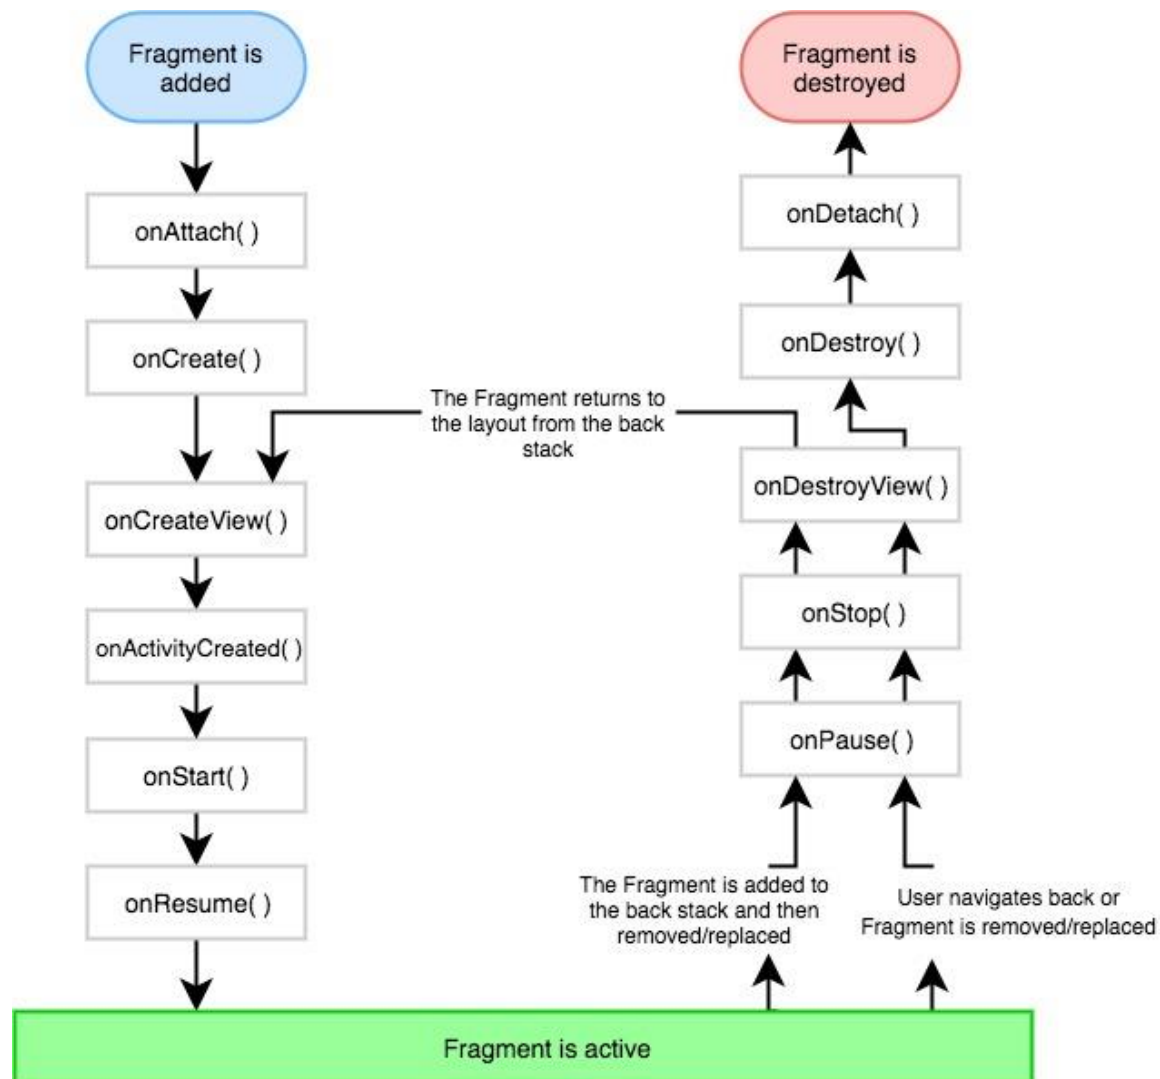 Fragment is
added
onAttach( )
onCreate( )
onCreateView( )
onActivityCreated( )
onStart( )
onResume( )
Fragment is active
The Fragment is added to
the back stack and then
removed/replaced
User navigates back or
Fragment is removed/replaced
onPause( )
onStop( )
onDestroyView( )
The Fragment returns to
the layout from the back
stack
onDestroy( )
onDetach( )
Fragment is
destroyed